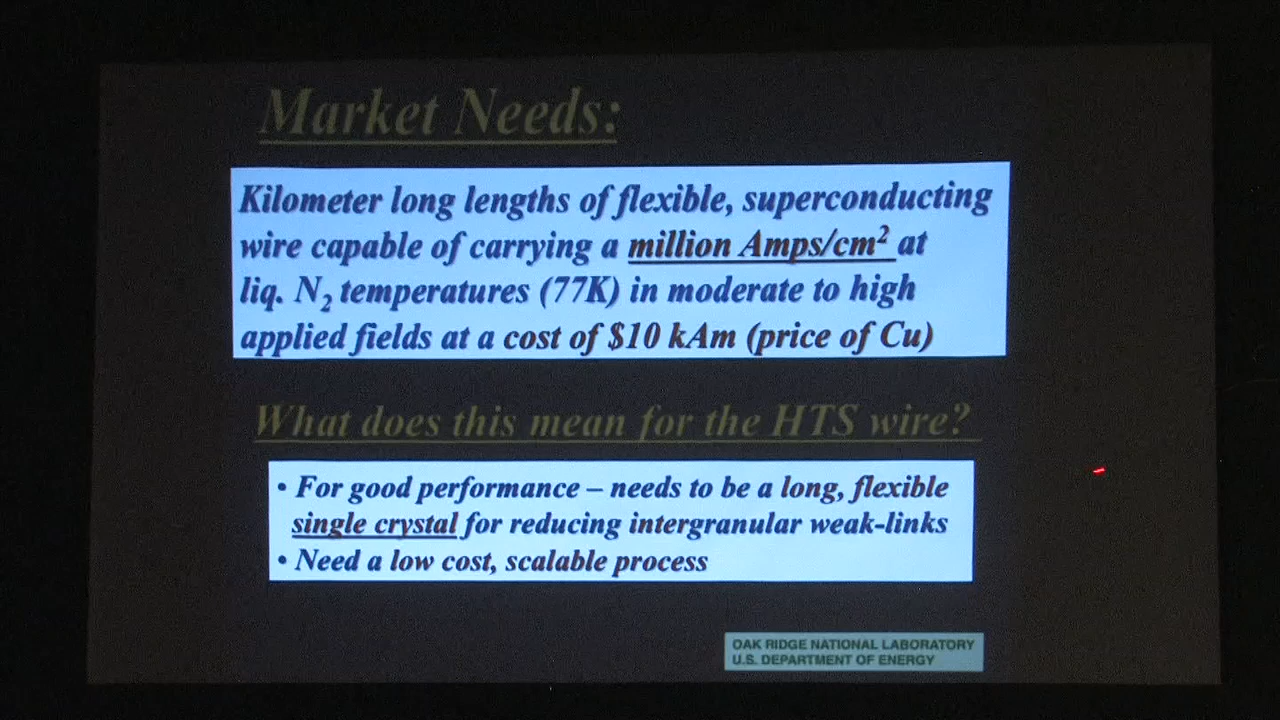 Market Needs:
Kilometer long lengths of flexible, superconducting
wire capable of carrying a million Amps/cm² at
liq. N₂ temperatures (77K) in moderate to high
applied fields at a cost of $10 kAm (price of Cu)
What does this mean for the HTS wire?
• For good performance – needs to be a long, flexible
single crystal for reducing intergranular weak-links
• Need a low cost, scalable process
OAK RIDGE NATIONAL LABORATORY
U.S. DEPARTMENT OF ENERGY